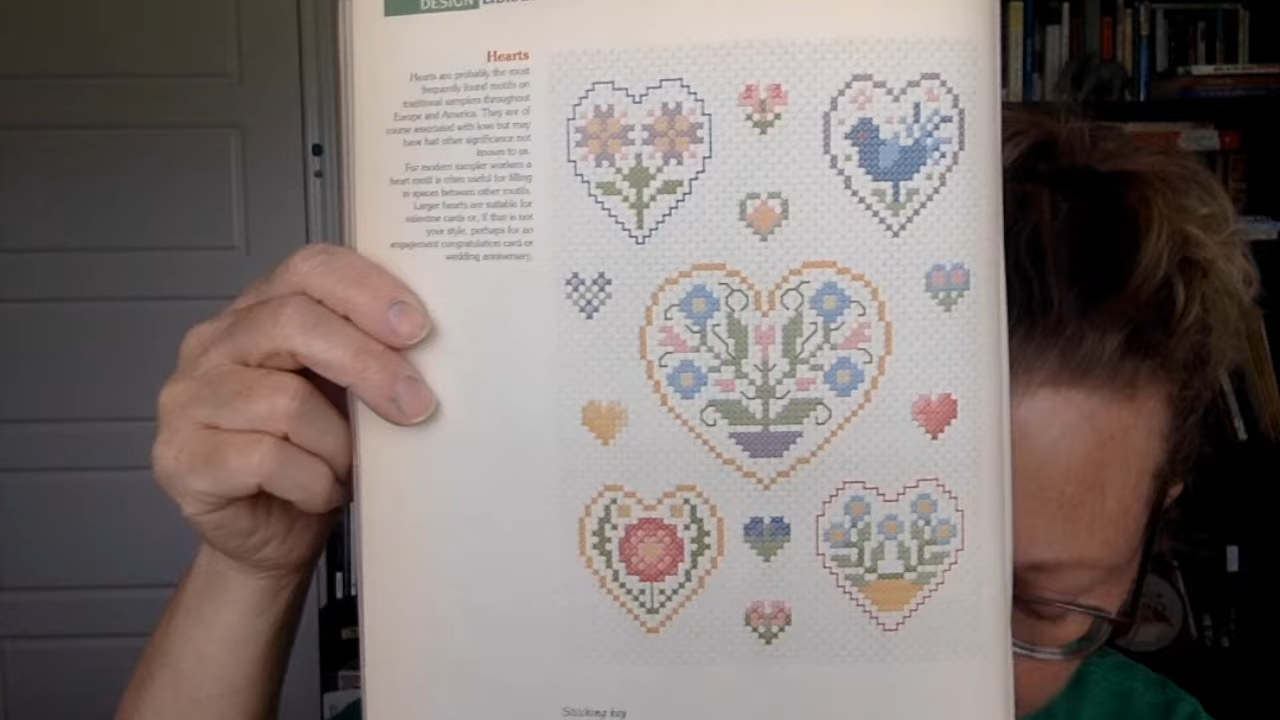 DESIGN
Hearts
Hearts are probably the most
frequently found motifs on
traditional samplers throughout
Europe and America. They are of
course associated with love but may
have had other significance not
known to us.
For modern sampler workers a
heart motif is often useful for filling
in spaces between other motifs.
Larger hearts are suitable for
valentine cards or, if that is not
your style, perhaps for an
engagement congratulation card or
wedding anniversary.
Stitching key